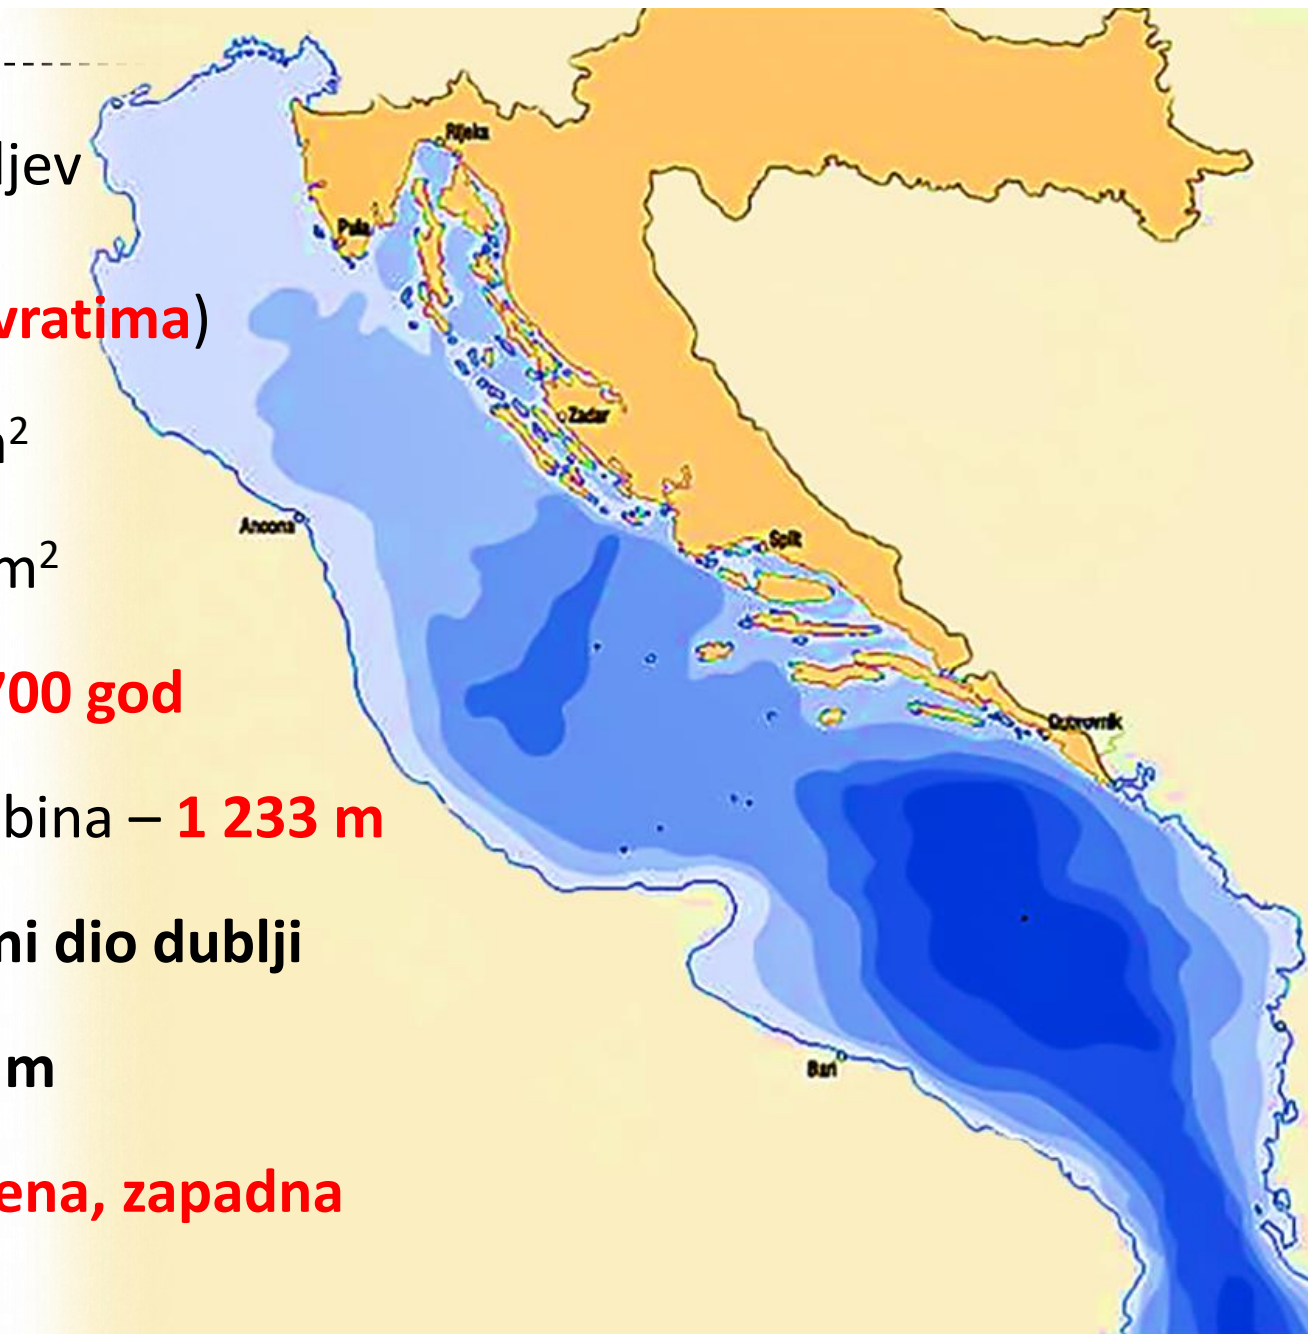 ljev
vratima)
m²
m²
700 god
bina – 1 233 m
ni dio dublji
m
ena, zapadna
Rijeka
Pula
Zadar
Ancona
Split
Dubrovnik
Bari